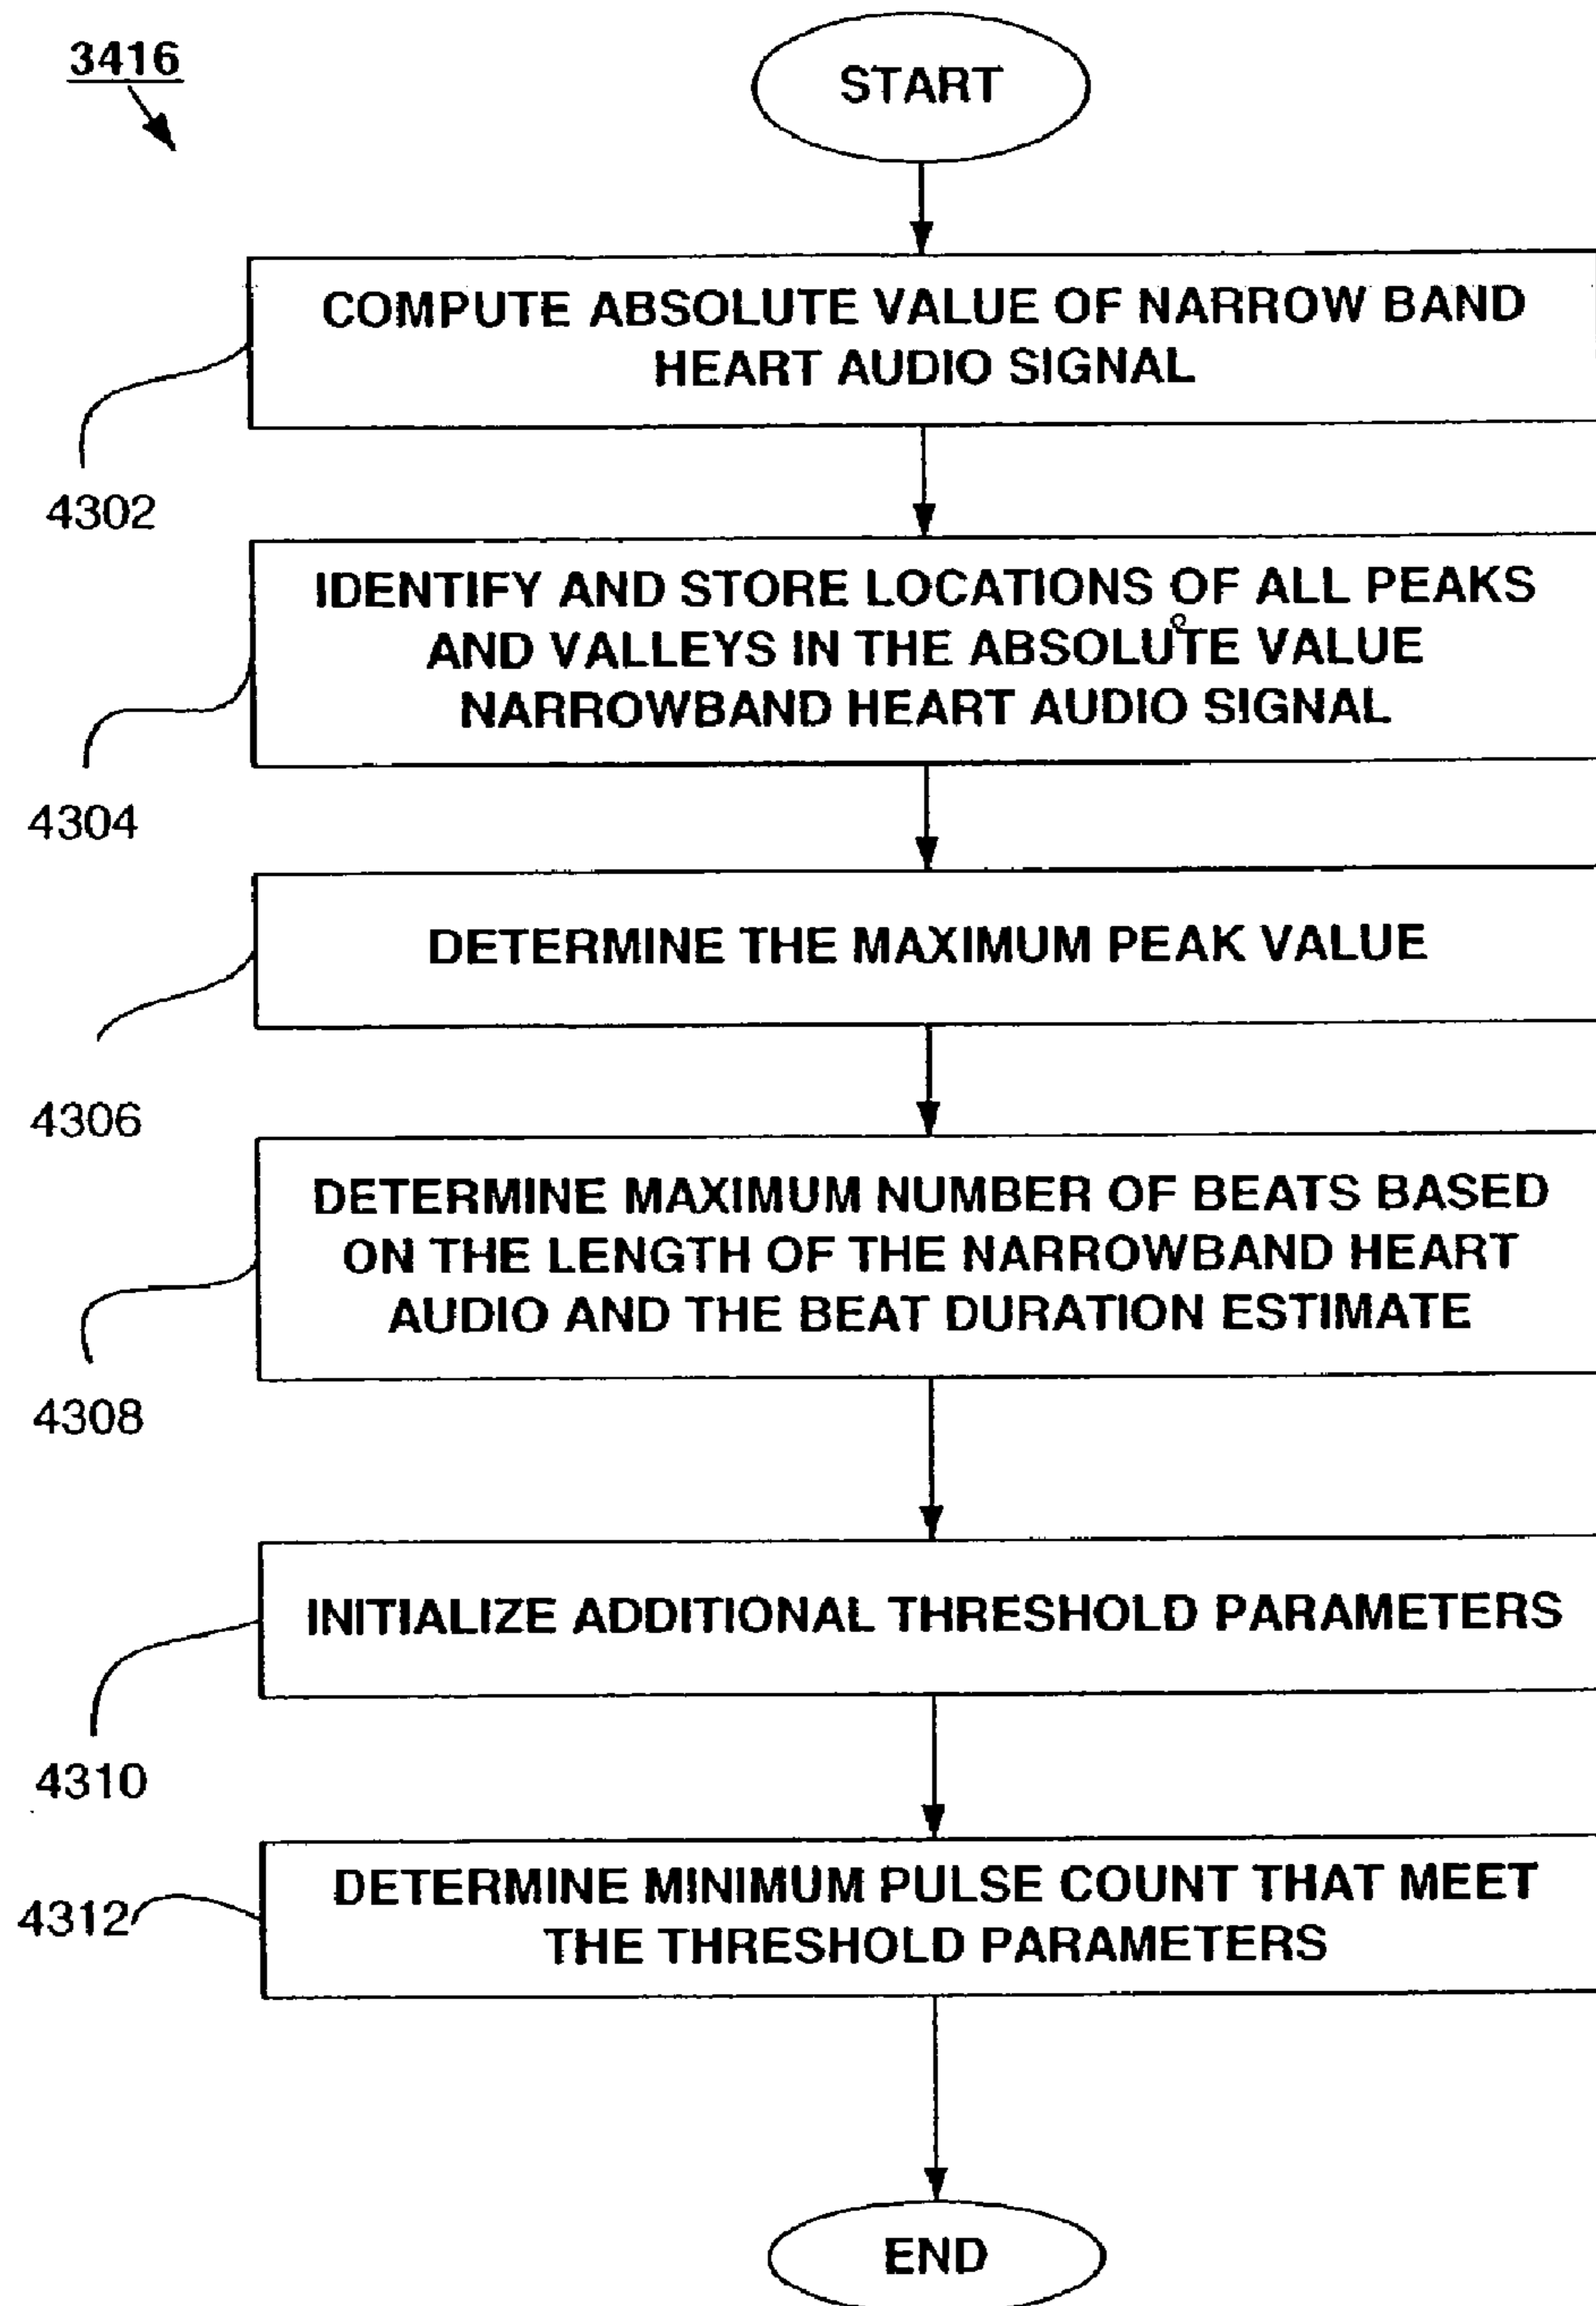 3416
START
COMPUTE ABSOLUTE VALUE OF NARROW BAND
HEART AUDIO SIGNAL
4302
IDENTIFY AND STORE LOCATIONS OF ALL PEAKS
AND VALLEYS IN THE ABSOLUTE VALUE
NARROWBAND HEART AUDIO SIGNAL
4304
DETERMINE THE MAXIMUM PEAK VALUE
4306
DETERMINE MAXIMUM NUMBER OF BEATS BASED
ON THE LENGTH OF THE NARROWBAND HEART
AUDIO AND THE BEAT DURATION ESTIMATE
4308
INITIALIZE ADDITIONAL THRESHOLD PARAMETERS
4310
DETERMINE MINIMUM PULSE COUNT THAT MEET
THE THRESHOLD PARAMETERS
4312
END